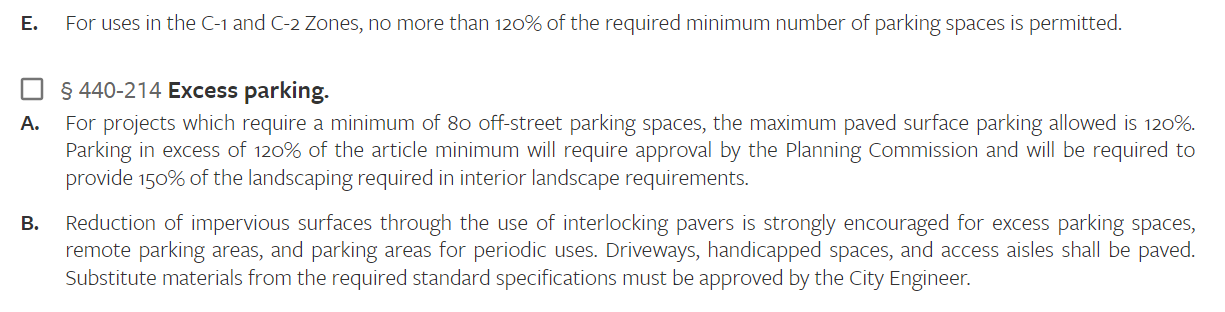 E. For uses in the C-1 and C-2 Zones, no more than 120% of the required minimum number of parking spaces is permitted.
§ 440-214 Excess parking.
A. For projects which require a minimum of 80 off-street parking spaces, the maximum paved surface parking allowed is 120%.
Parking in excess of 120% of the article minimum will require approval by the Planning Commission and will be required to
provide 150% of the landscaping required in interior landscape requirements.
B. Reduction of impervious surfaces through the use of interlocking pavers is strongly encouraged for excess parking spaces,
remote parking areas, and parking areas for periodic uses. Driveways, handicapped spaces, and access aisles shall be paved.
Substitute materials from the required standard specifications must be approved by the City Engineer.